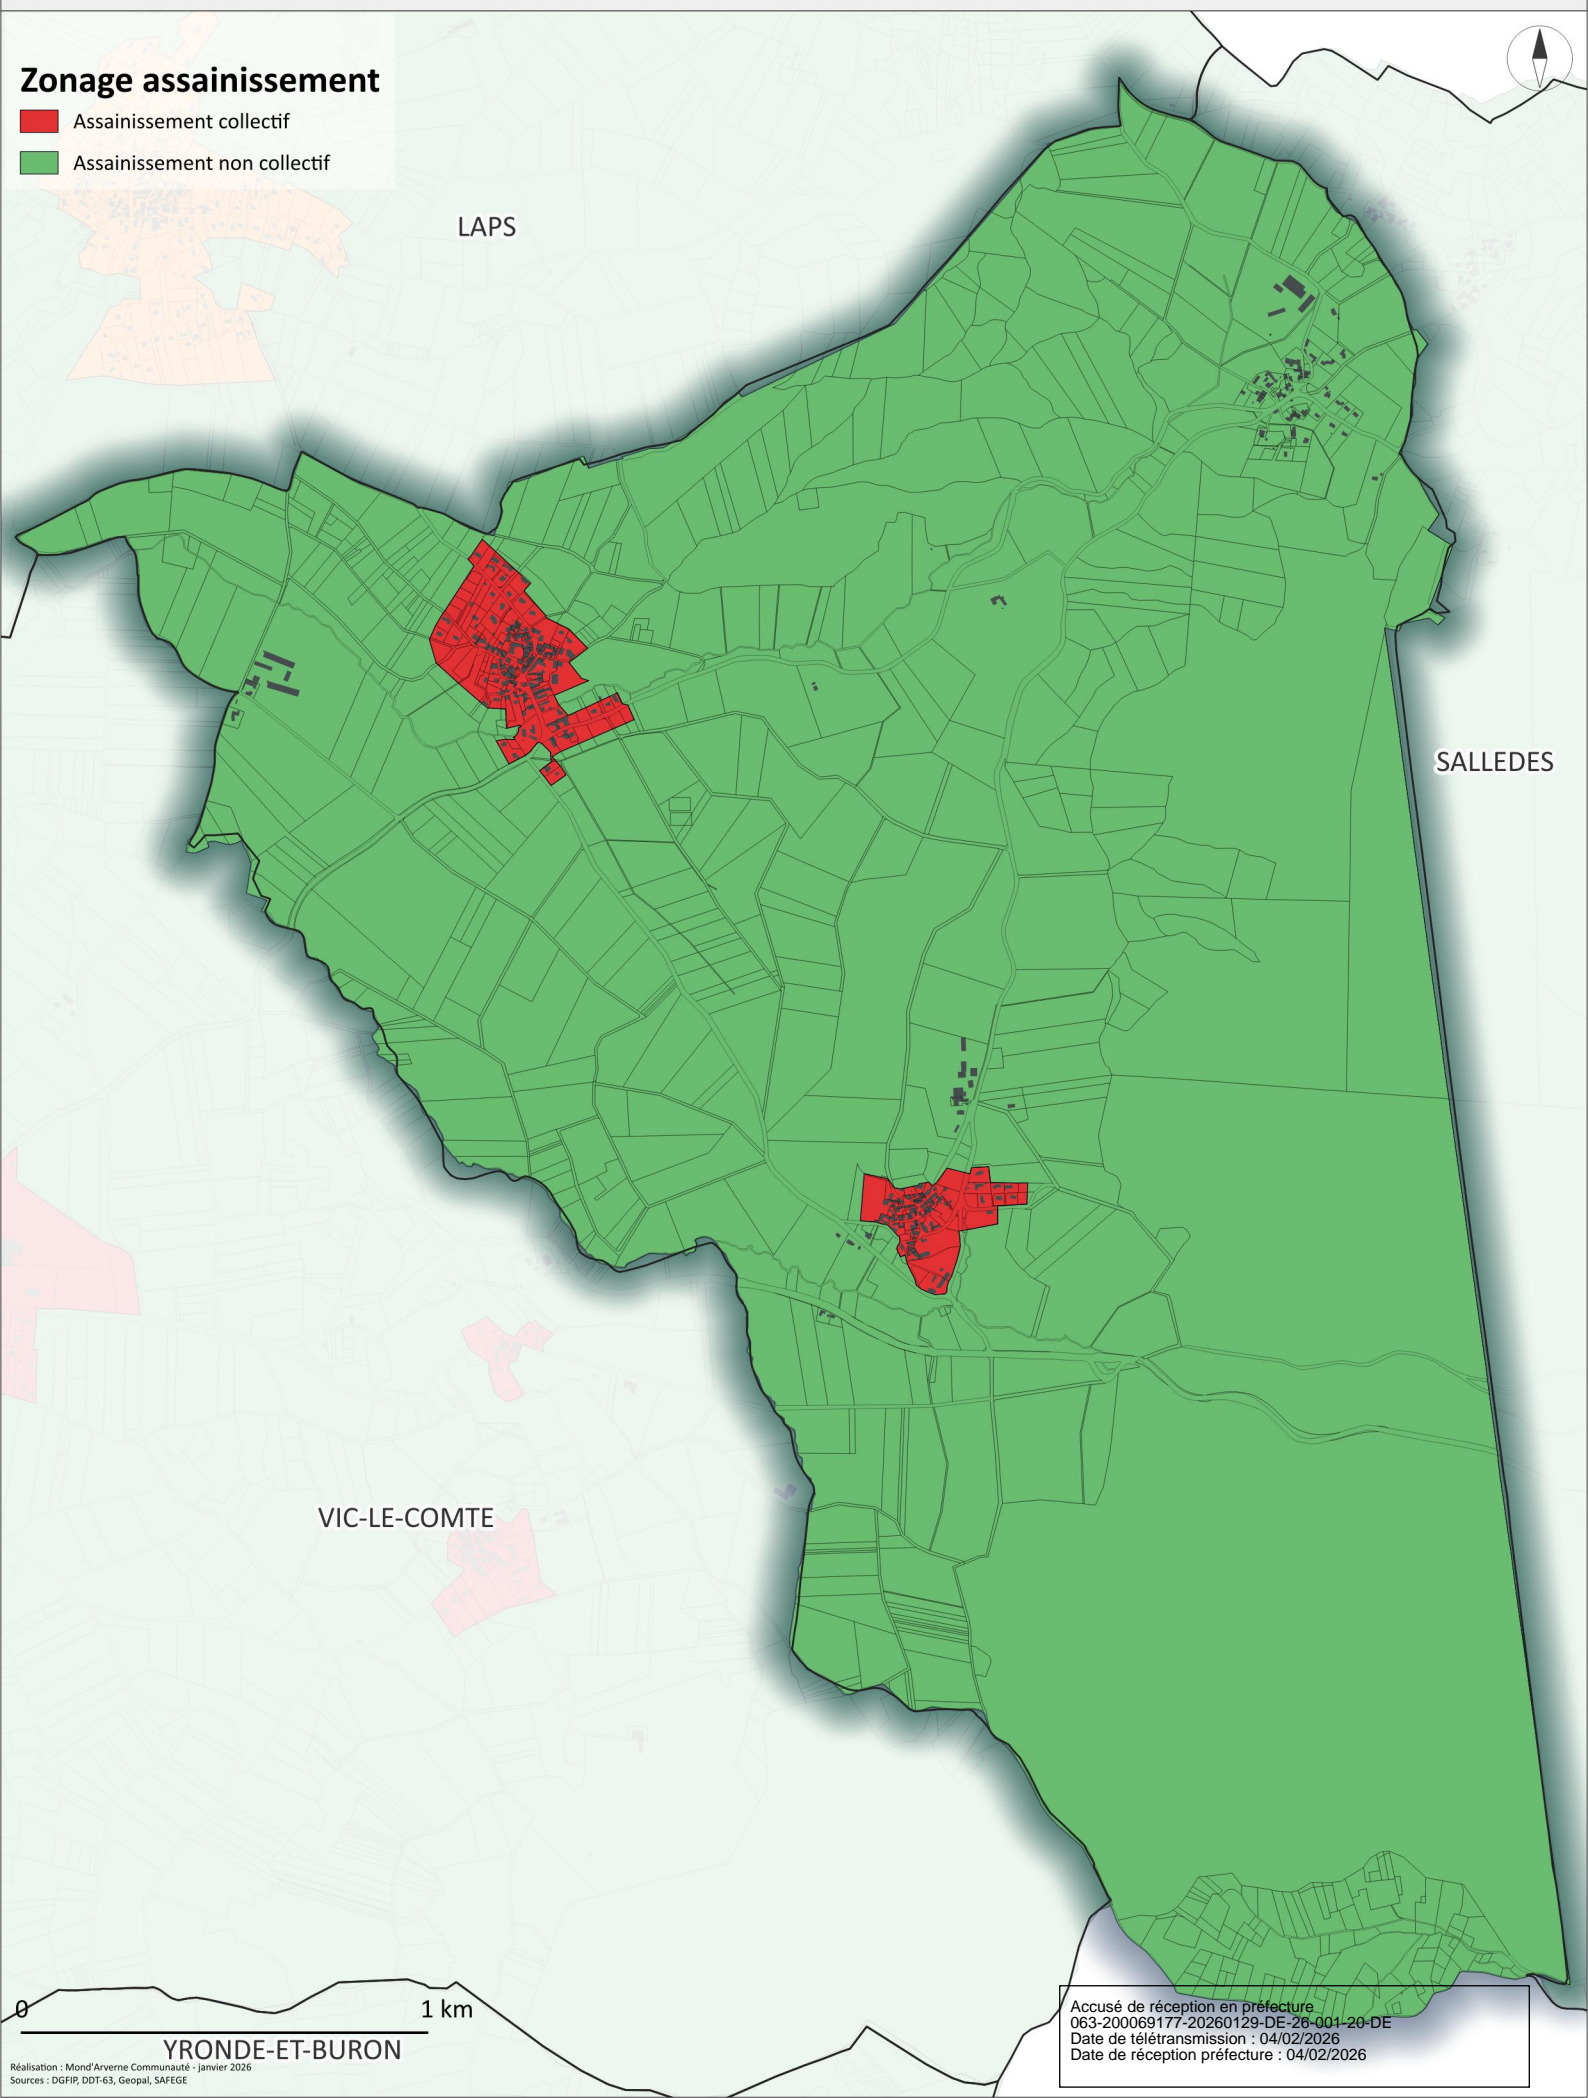 Zonage assainissement
Assainissement collectif
Assainissement non collectif
LAPS
SALLEDES
VIC-LE-COMTE
0
1 km
YRONDE-ET-BURON
Réalisation : Mond'Arverne Communauté - janvier 2026
Sources : DGFIP, DDT-63, Geopal, SAFEGE
Accusé de réception en préfecture
063-200069177-20260129-DE-26-001-20-DE
Date de télétransmission : 04/02/2026
Date de réception préfecture : 04/02/2026